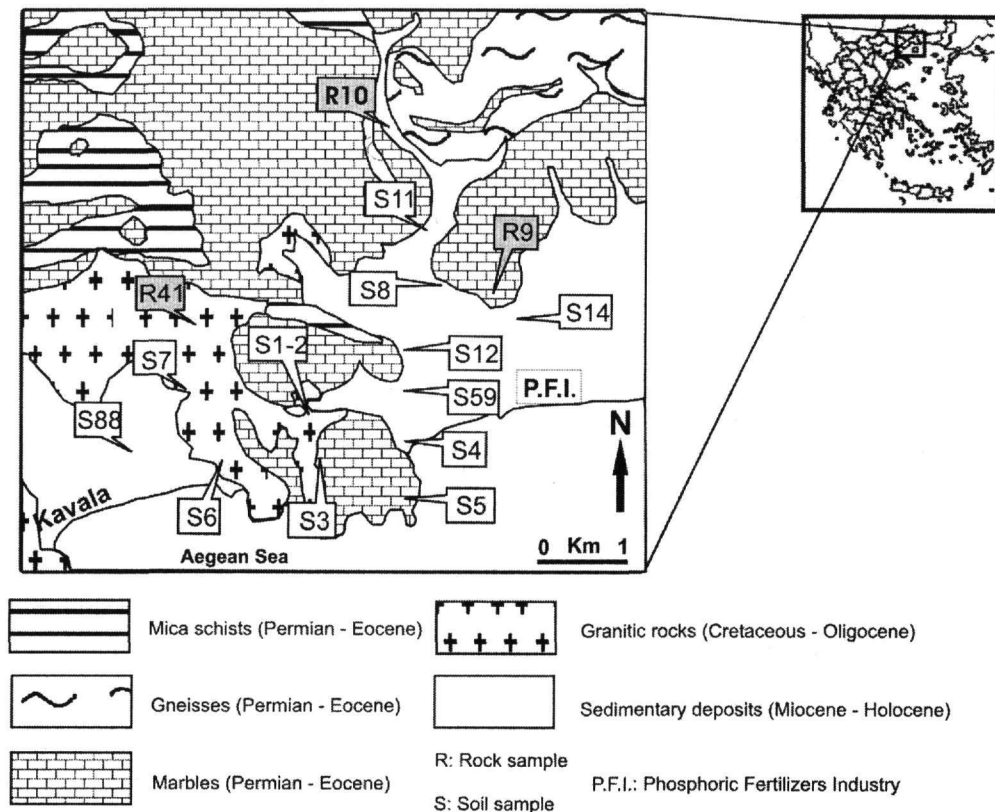 R10
S11
R9
R41
S8
S14
S1-2
S12
S7
P.F.I.
S59
S88
N
S4
Kavala
S6
S3
S5
Aegean Sea
0 Km 1
Mica schists (Permian - Eocene)
Granitic rocks (Cretaceous - Oligocene)
Gneisses (Permian - Eocene)
Sedimentary deposits (Miocene - Holocene)
Marbles (Permian - Eocene)
R: Rock sample
S: Soil sample
P.F.I.: Phosphoric Fertilizers Industry